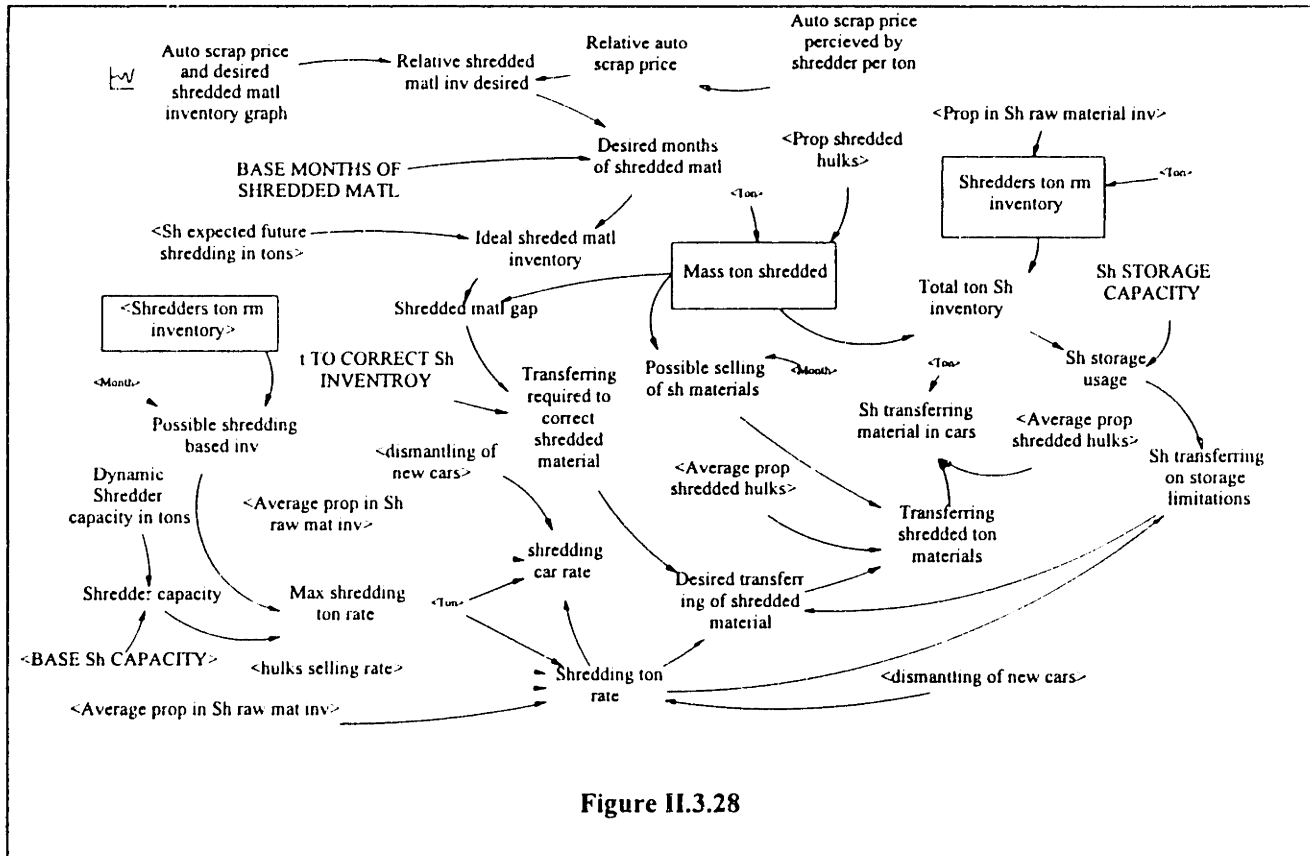 Auto scrap price
and desired
shredded matl
inventory graph
Relative shredded
matl inv desired
Relative auto
scrap price
Auto scrap price
percieved by
shredder per ton
<Prop in Sh raw material inv>
BASE MONTHS OF
SHREDDED MATL
Desired months
of shredded matl
<Prop shredded
hulks>
<Ton>
Shredders ton rm
inventory
<Ton>
<Sh expected future
shredding in tons>
Ideal shreded matl
inventory
Mass ton shredded
Total ton Sh
inventory
Sh STORAGE
CAPACITY
<Shredders ton rm
inventory>
Shredded matl gap
t TO CORRECT Sh
INVENTROY
Transferring
required to
correct
shredded
material
Possible selling
of sh materials
<Month>
<Ton>
Sh storage
usage
<Month>
Possible shredding
based inv
Sh transferring
material in cars
<Average prop
shredded hulks>
<dismantling of
new cars>
<Average prop
shredded hulks>
Sh transferring
on storage
limitations
Dynamic
Shredder
capacity in tons
<Average prop in Sh
raw mat inv>
Transferring
shredded ton
materials
shredding
car rate
Shredder capacity
Max shredding
ton rate
<Ton>
Desired transferr
ing of shredded
material
<BASE Sh CAPACITY>
<hulks selling rate>
Shredding ton
rate
<dismantling of new cars>
<Average prop in Sh raw mat inv>
Figure II.3.28